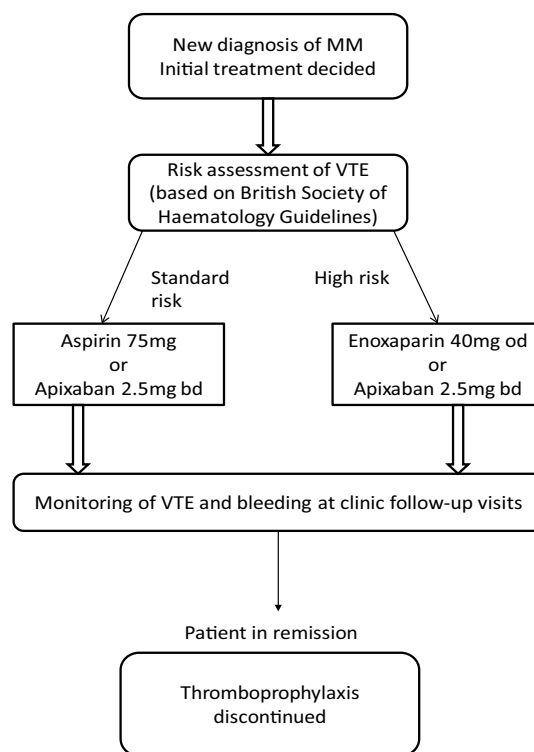 New diagnosis of MM
Initial treatment decided
Risk assessment of VTE
(based on British Society of
Haematology Guidelines)
Standard
risk
High risk
Aspirin 75mg
or
Apixaban 2.5mg bd
Enoxaparin 40mg od
or
Apixaban 2.5mg bd
Monitoring of VTE and bleeding at clinic follow-up visits
Patient in remission
Thromboprophylaxis
discontinued